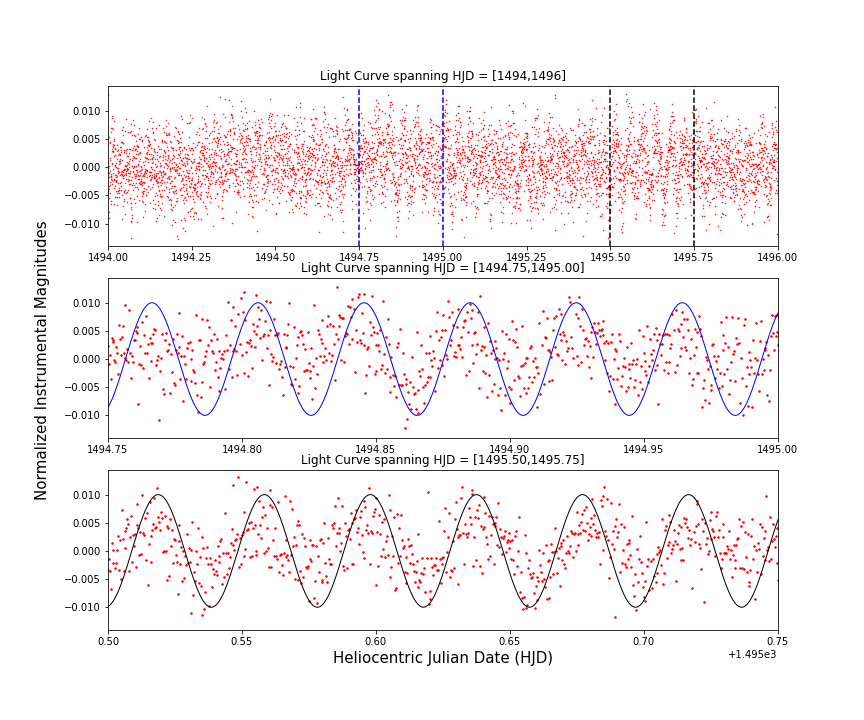 Light Curve spanning HJD = [1494,1496]
0.010
0.005
0.000
−0.005
−0.010
1494.00 1494.25 1494.50 1494.75 1495.00 1495.25 1495.50 1495.75 1496.00
Light Curve spanning HJD = [1494.75,1495.00]
0.010
0.005
0.000
−0.005
−0.010
1494.75 1494.80 1494.85 1494.90 1494.95 1495.00
Light Curve spanning HJD = [1495.50,1495.75]
0.010
0.005
0.000
−0.005
−0.010
0.50 0.55 0.60 0.65 0.70 0.75
+1.495e3
Heliocentric Julian Date (HJD)
Normalized Instrumental Magnitudes